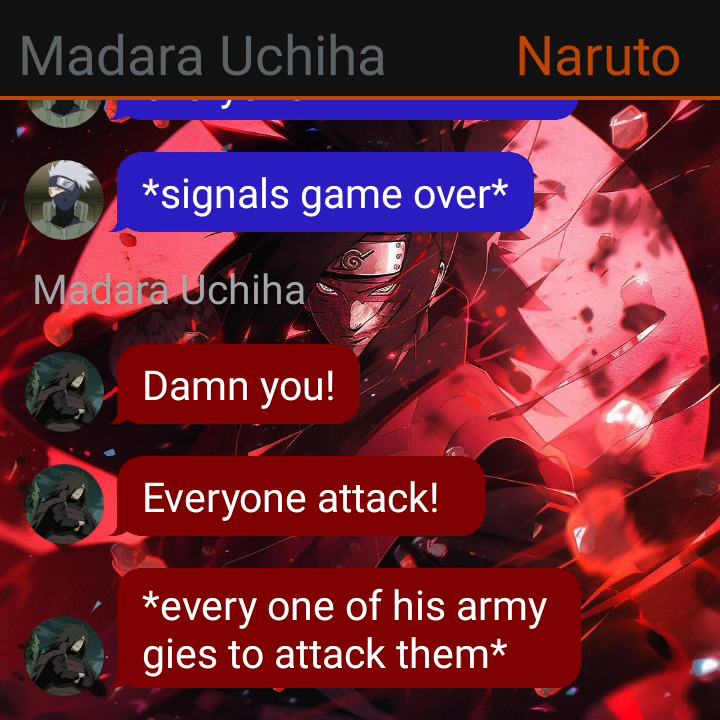 Madara Uchiha
Naruto
*signals game over*
Madara Uchiha
Damn you!
Everyone attack!
*every one of his army
gies to attack them*